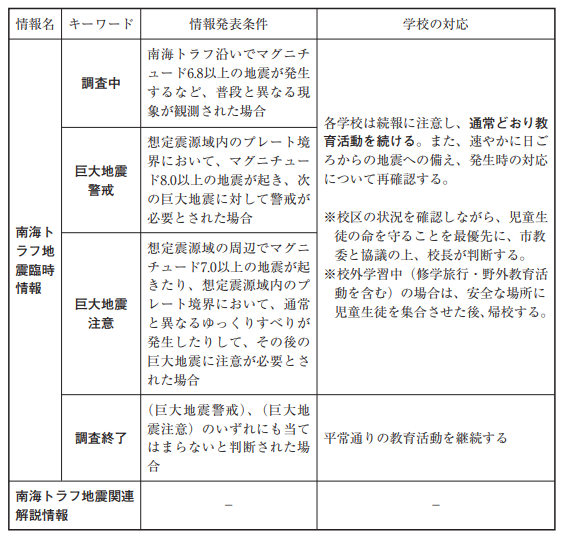 情報名
キーワード
情報発表条件
学校の対応
南海ト
ラフ地
震臨時
情報
調査中
南海トラフ沿いでマグニ
チュード6.8以上の地震が発生
するなど、普段と異なる現
象が観測された場合
巨大地震
警戒
想定震源域内のプレート境
界において、マグニチュード
8.0以上の地震が起き、次
の巨大地震に対して警戒が
必要とされた場合
巨大地震
注意
想定震源域の周辺でマグニ
チュード7.0以上の地震が起
きたり、想定震源域内のプ
レート境界において、通常
と異なるゆっくりすべりが
発生したりして、その後の
巨大地震に注意が必要とさ
れた場合
各学校は続報に注意し、通常どおり教
育活動を続ける。また、速やかに日ご
ろからの地震への備え、発生時の対応
について再確認する。
※校区の状況を確認しながら、児童生
徒の命を守ることを最優先に、市教
委と協議の上、校長が判断する。
※校外学習中（修学旅行・野外教育活
動を含む）の場合は、安全な場所に
児童生徒を集合させた後、帰校する。
調査終了
（巨大地震警戒）、（巨大地
震注意）のいずれにも当て
はまらないと判断された場
合
平常通りの教育活動を継続する
南海トラフ地震関連
解説情報
−
−